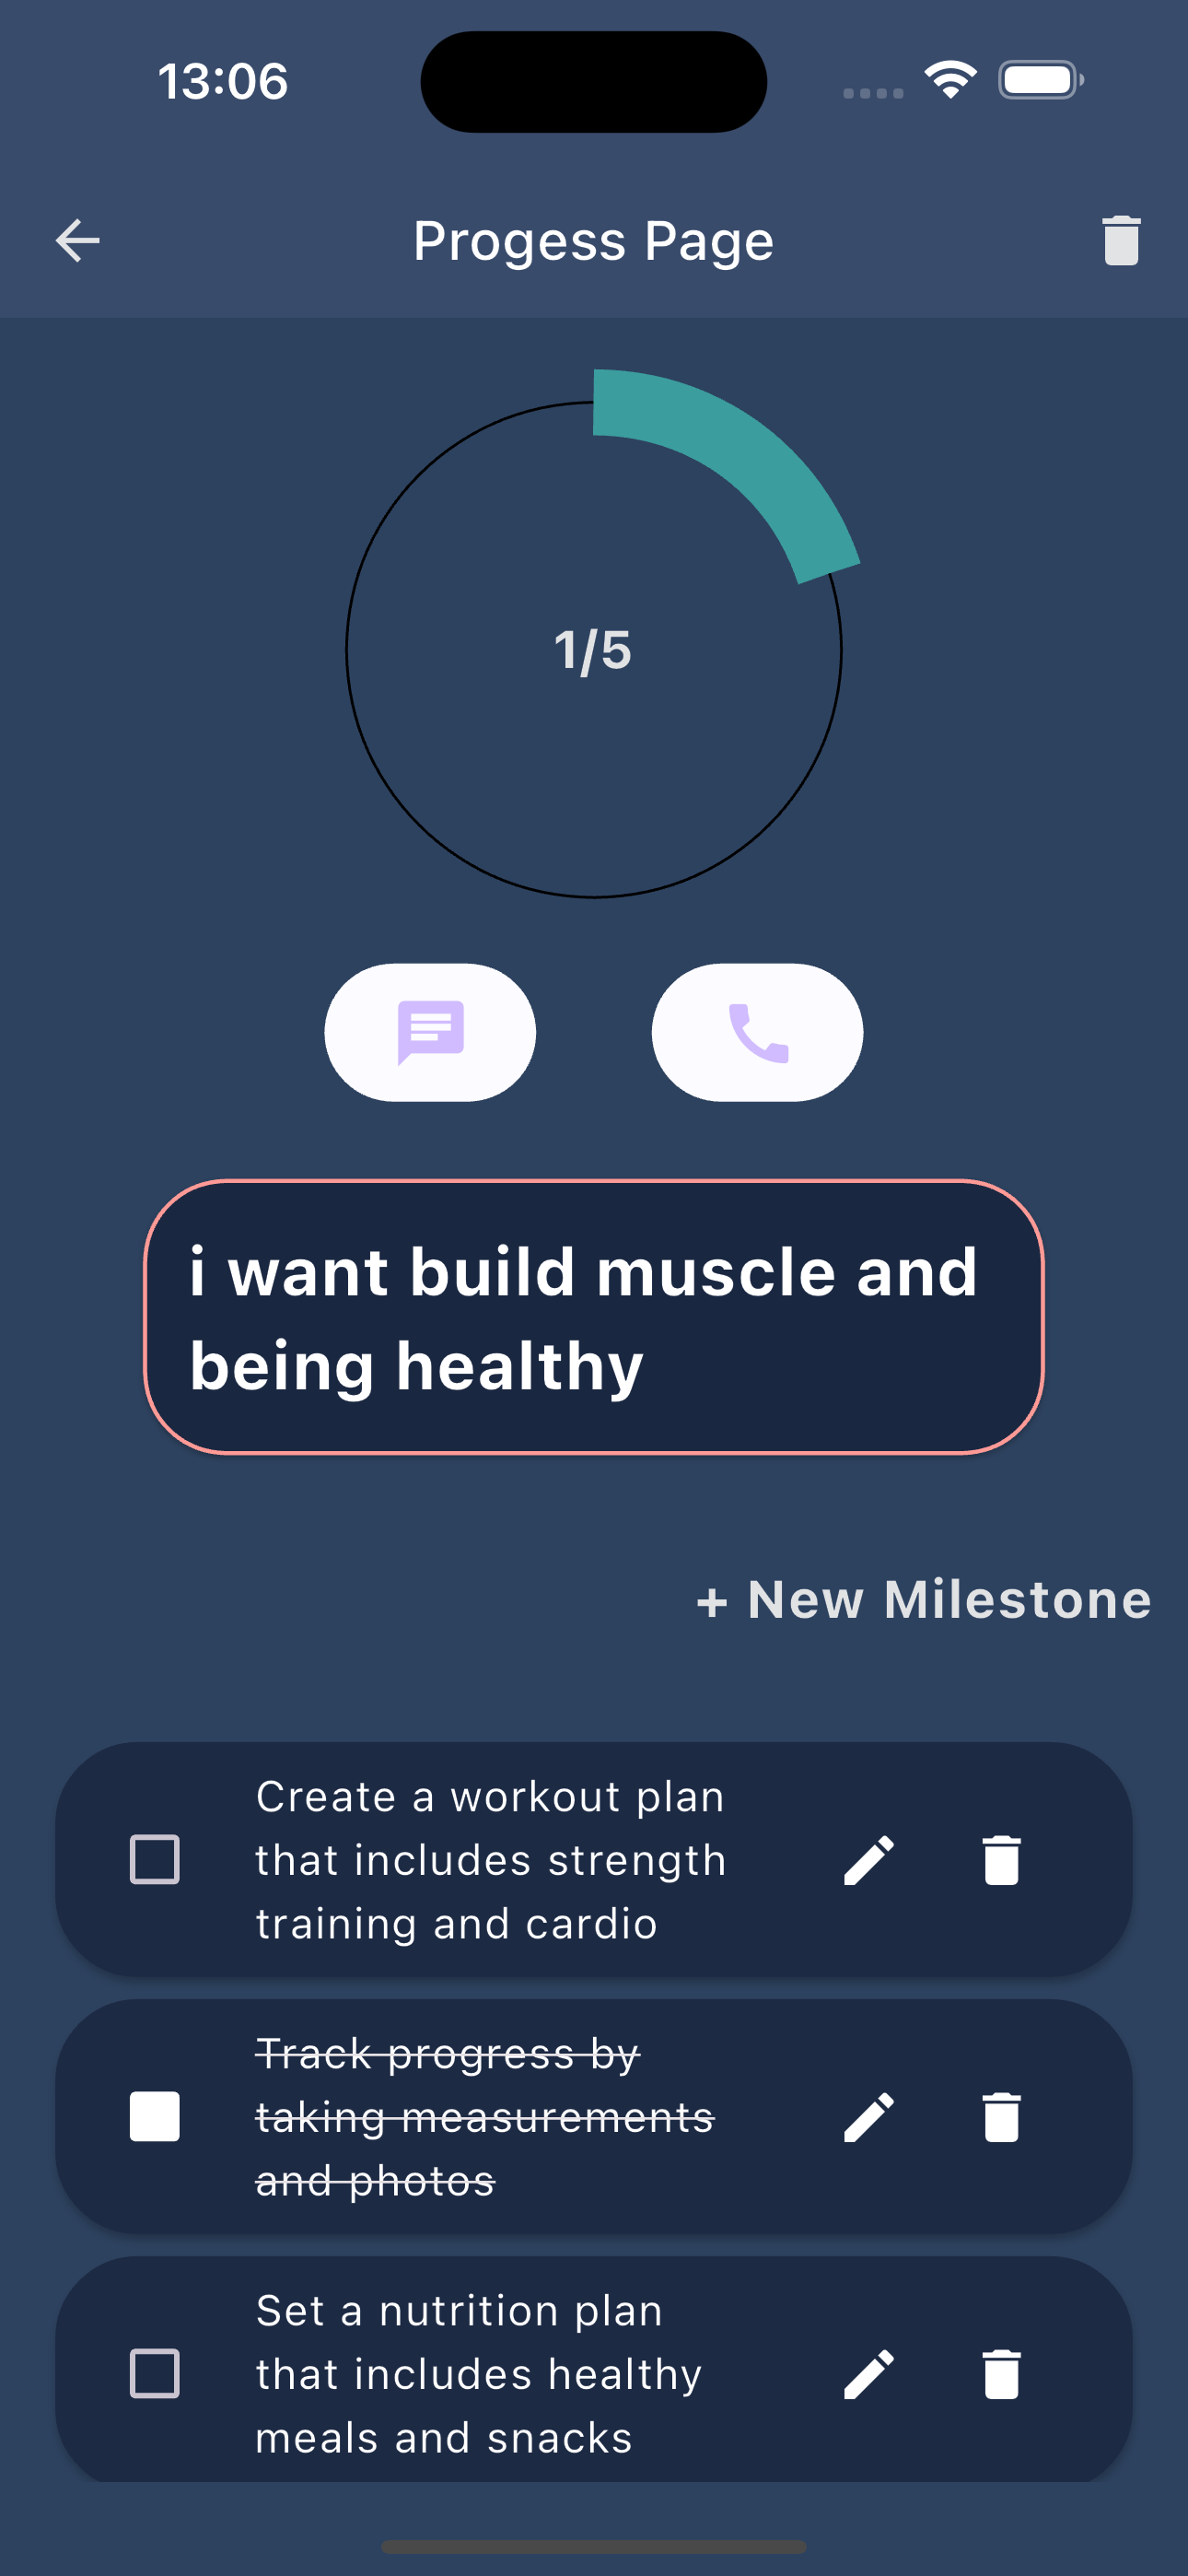 13:06
Progess Page
1/5
i want build muscle and
being healthy
+ New Milestone
Create a workout plan
that includes strength
training and cardio
Track progress by
taking measurements
and photos
Set a nutrition plan
that includes healthy
meals and snacks